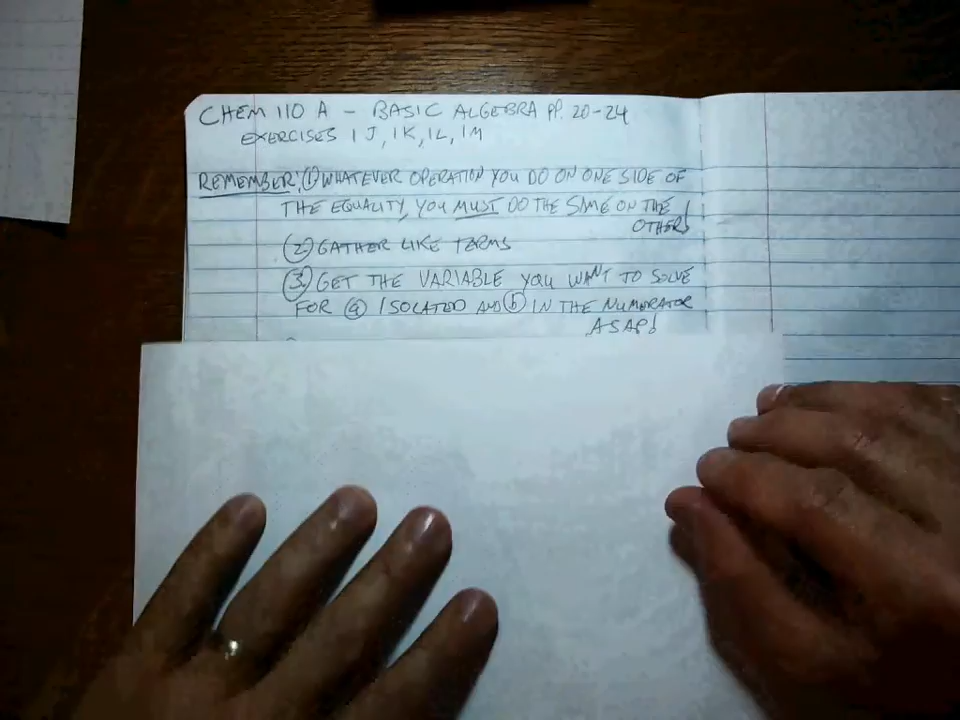 CHEM 110 A - BASIC ALGEBRA PP. 20-24
EXERCISES 1J, 1K, 1L, 1M
REMEMBER: (1) WHATEVER OPERATION YOU DO ON ONE SIDE OF
THE EQUALITY, YOU MUST DO THE SAME ON THE
OTHER!
(2) GATHER LIKE TERMS
(3) GET THE VARIABLE YOU WANT TO SOLVE
FOR (a) ISOLATED AND (b) IN THE NUMERATOR
ASAP!